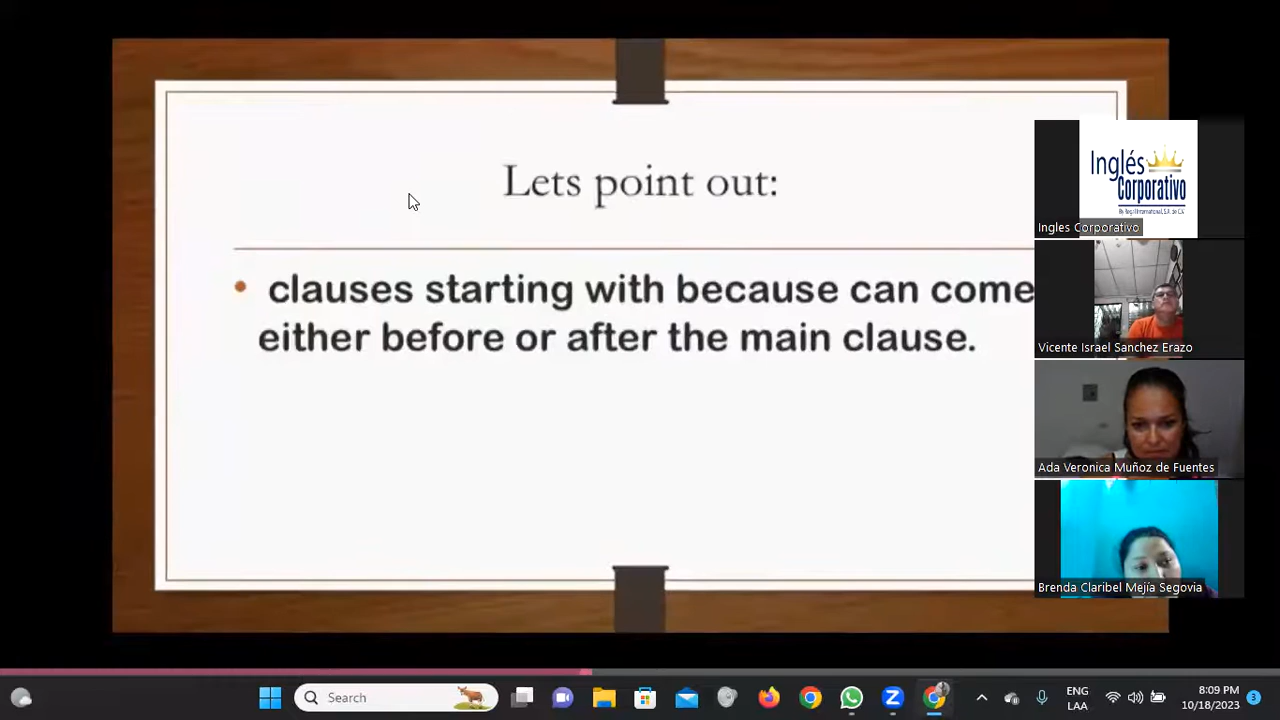 Lets point out:
• clauses starting with because can come
either before or after the main clause.
Inglés
Corporativo
Ingles Corporativo
Vicente Israel Sanchez Erazo
Ada Veronica Muñoz de Fuentes
Brenda Claribel Mejía Segovia
Search
ENG
LAA
8:09 PM
10/18/2023
3